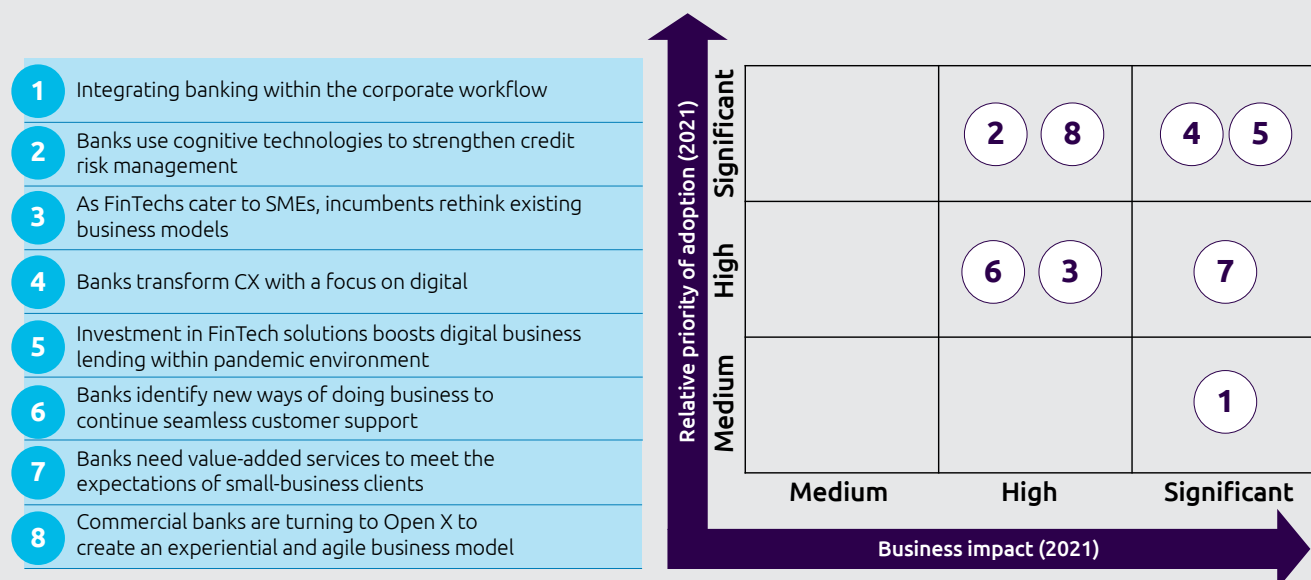 1 Integrating banking within the corporate workflow
2 Banks use cognitive technologies to strengthen credit
risk management
3 As FinTechs cater to SMEs, incumbents rethink existing
business models
4 Banks transform CX with a focus on digital
5 Investment in FinTech solutions boosts digital business
lending within pandemic environment
6 Banks identify new ways of doing business to
continue seamless customer support
7 Banks need value-added services to meet the
expectations of small-business clients
8 Commercial banks are turning to Open X to
create an experiential and agile business model
Relative priority of adoption (2021)
Significant
2 8 4 5
High
6 3 7
Medium
1
Medium High Significant
Business impact (2021)